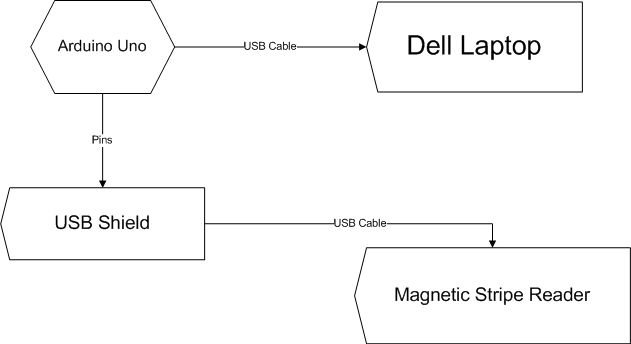 Arduino Uno
USB Cable
Dell Laptop
Pins
USB Shield
USB Cable
Magnetic Stripe Reader